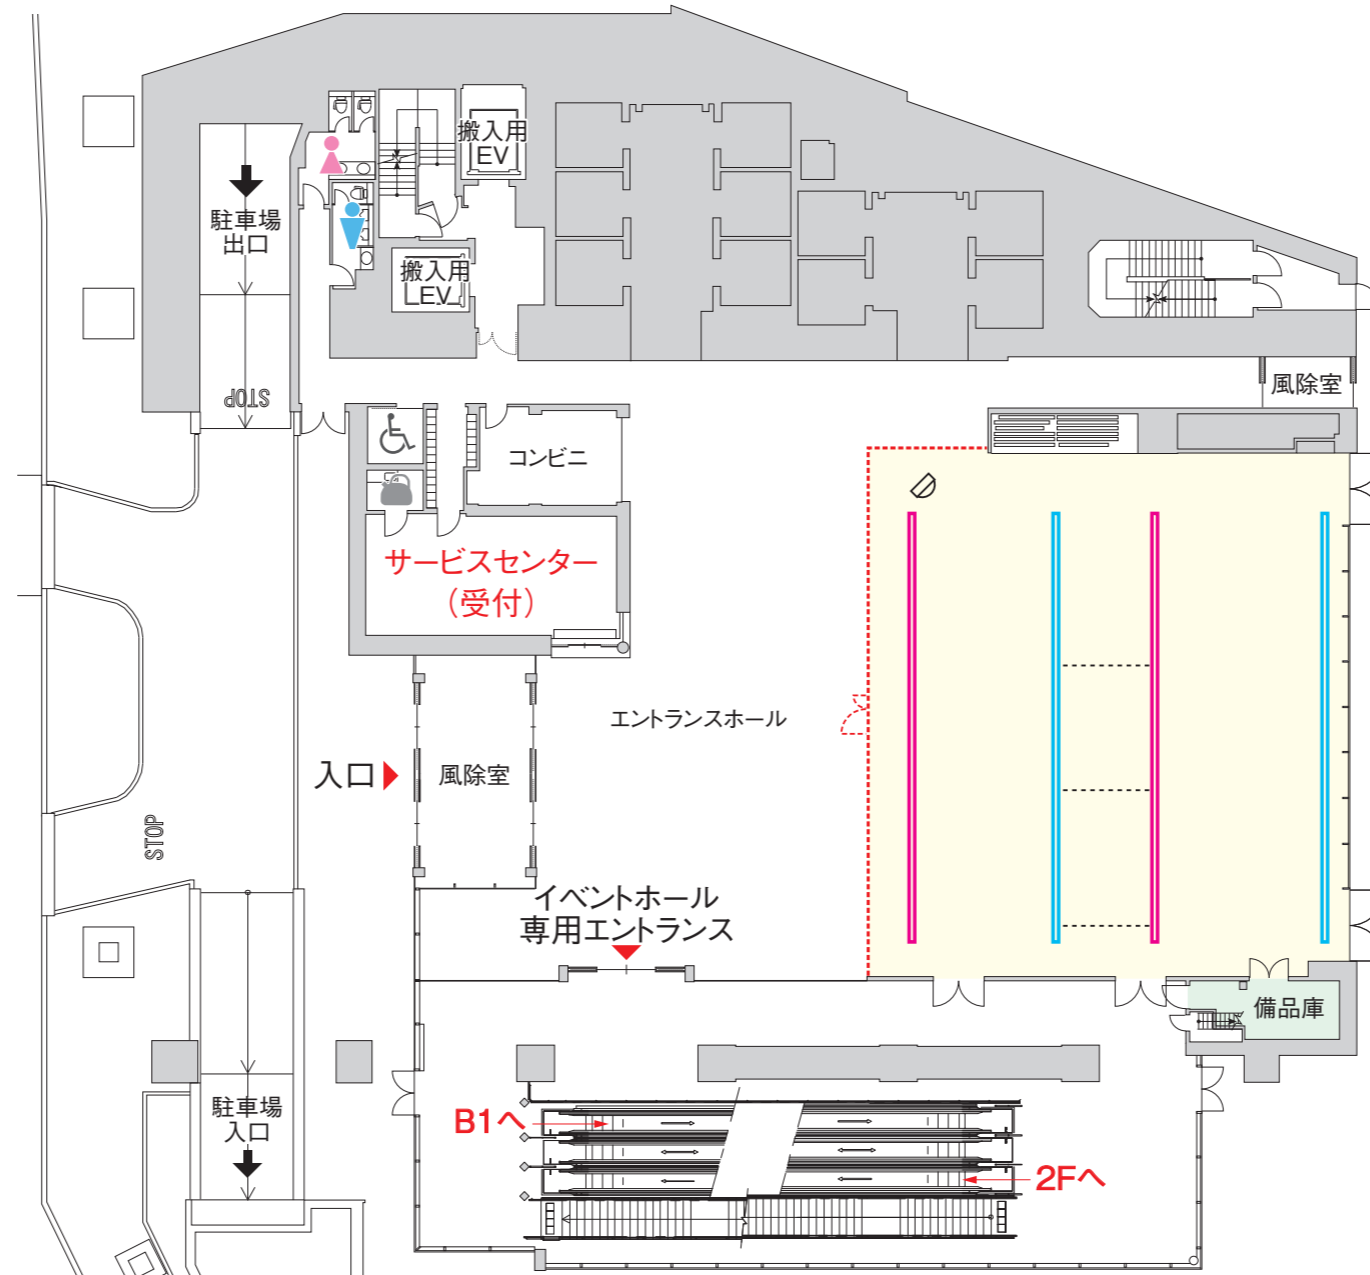 搬入用
EV
駐車場
出口
搬入用
EV
STOP
風除室
コンビニ
サービスセンター
（受付）
エントランスホール
入口
風除室
STOP
イベントホール
専用エントランス
備品庫
駐車場
入口
B1へ
2Fへ